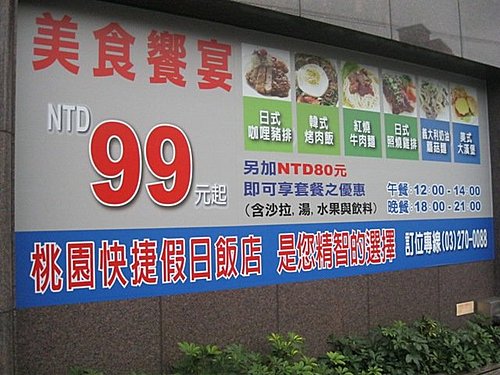 美食饗宴
NTD 99元起
日式
咖哩豬排
韓式
烤肉飯
紅燒
牛肉麵
日式
照燒雞排
義大利奶油
蘑菇麵
美式
大漢堡
另加NTD80元
即可享套餐之優惠
(含沙拉, 湯, 水果與飲料)
午餐: 12:00 - 14:00
晚餐: 18:00 - 21:00
桃園快捷假日飯店 是您精智的選擇 訂位專線(03)270-0088